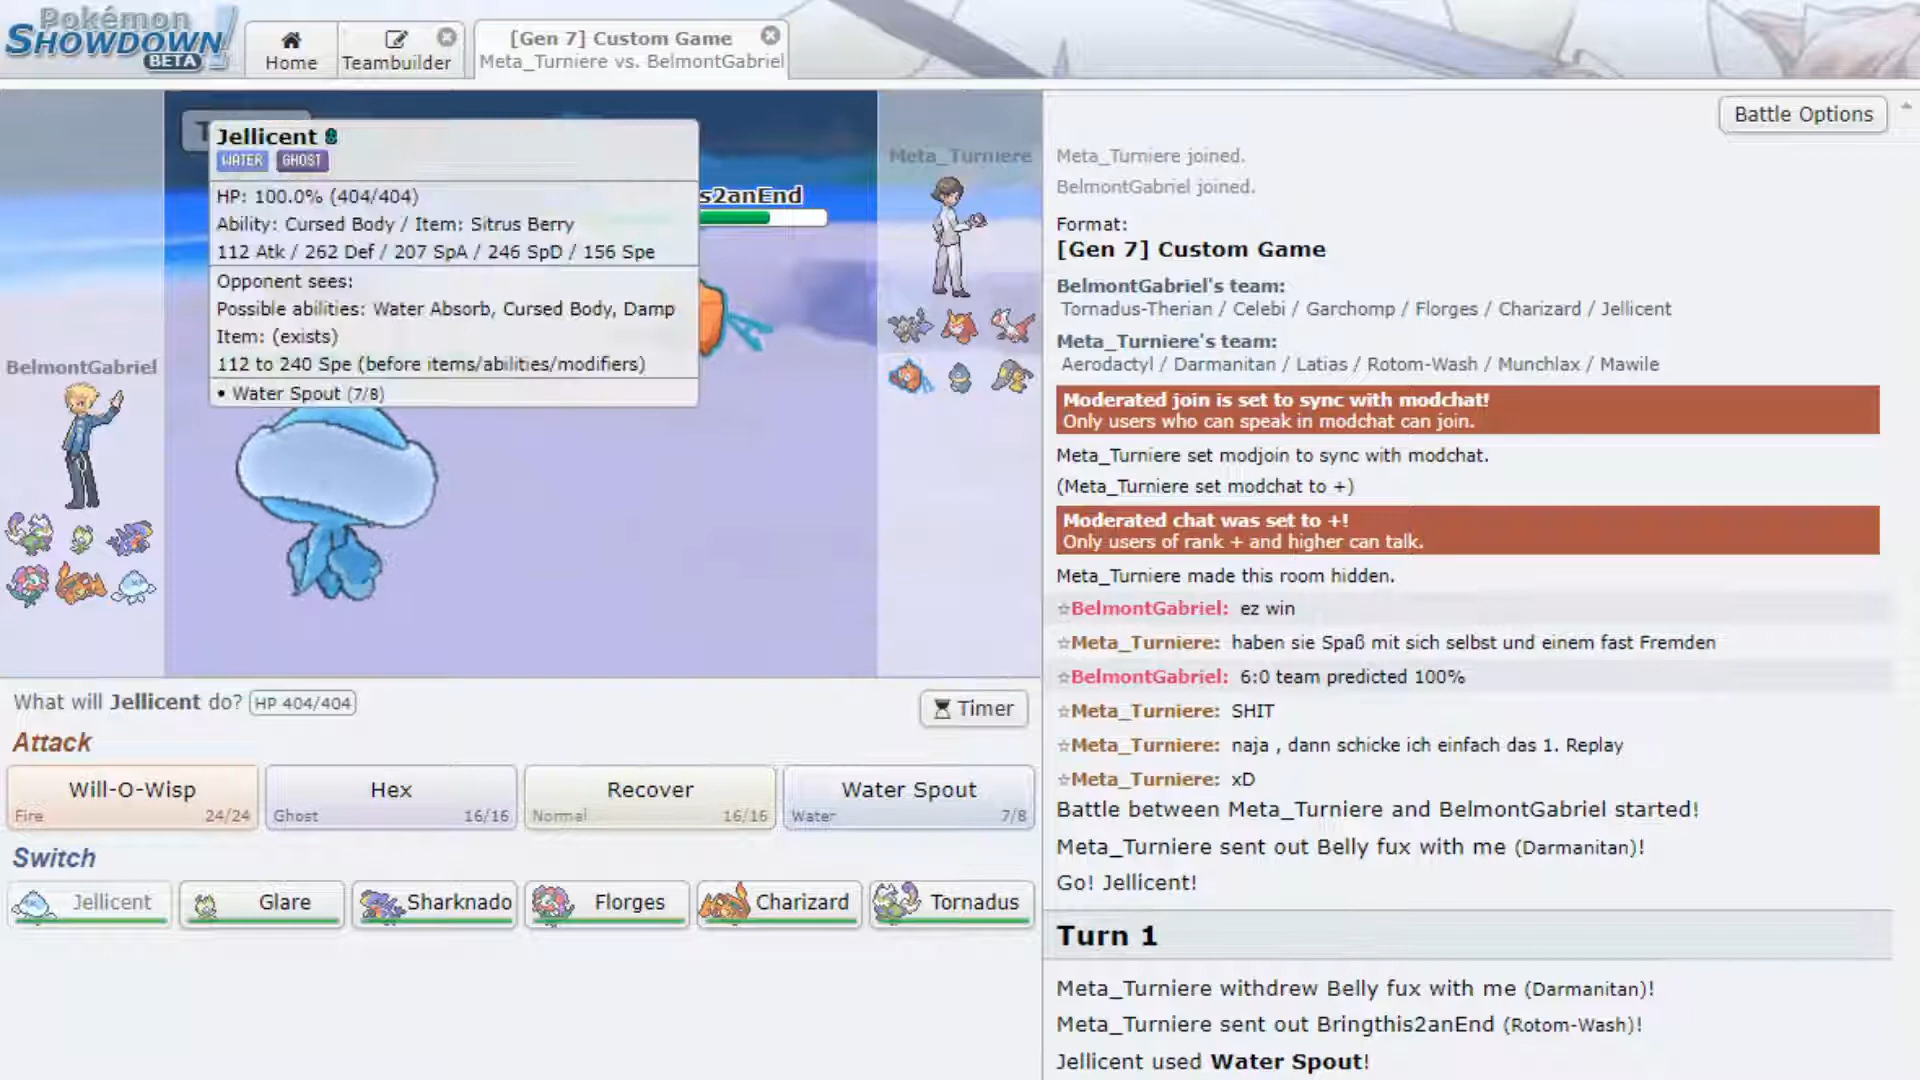 Pokémon
SHOWDOWN!
BETA
Home
Teambuilder
[Gen 7] Custom Game
Meta_Turniere vs. BelmontGabriel
Jellicent
WATER GHOST
HP: 100.0% (404/404)
Ability: Cursed Body / Item: Sitrus Berry
112 Atk / 262 Def / 207 SpA / 246 SpD / 156 Spe
Opponent sees:
Possible abilities: Water Absorb, Cursed Body, Damp
Item: (exists)
112 to 240 Spe (before items/abilities/modifiers)
• Water Spout (7/8)
s2anEnd
BelmontGabriel
Meta_Turniere
What will Jellicent do? HP 404/404
Timer
Attack
Will-O-Wisp
Fire 24/24
Hex
Ghost 16/16
Recover
Normal 16/16
Water Spout
Water 7/8
Switch
Jellicent
Glare
Sharknado
Florges
Charizard
Tornadus
Battle Options
Meta_Turniere joined.
BelmontGabriel joined.
Format:
[Gen 7] Custom Game
BelmontGabriel's team:
Tornadus-Therian / Celebi / Garchomp / Florges / Charizard / Jellicent
Meta_Turniere's team:
Aerodactyl / Darmanitan / Latias / Rotom-Wash / Munchlax / Mawile
Moderated join is set to sync with modchat!
Only users who can speak in modchat can join.
Meta_Turniere set modjoin to sync with modchat.
(Meta_Turniere set modchat to +)
Moderated chat was set to +!
Only users of rank + and higher can talk.
Meta_Turniere made this room hidden.
☆BelmontGabriel: ez win
☆Meta_Turniere: haben sie Spaß mit sich selbst und einem fast Fremden
☆BelmontGabriel: 6:0 team predicted 100%
☆Meta_Turniere: SHIT
☆Meta_Turniere: naja , dann schicke ich einfach das 1. Replay
☆Meta_Turniere: xD
Battle between Meta_Turniere and BelmontGabriel started!
Meta_Turniere sent out Belly fux with me (Darmanitan)!
Go! Jellicent!
Turn 1
Meta_Turniere withdrew Belly fux with me (Darmanitan)!
Meta_Turniere sent out Bringthis2anEnd (Rotom-Wash)!
Jellicent used Water Spout!